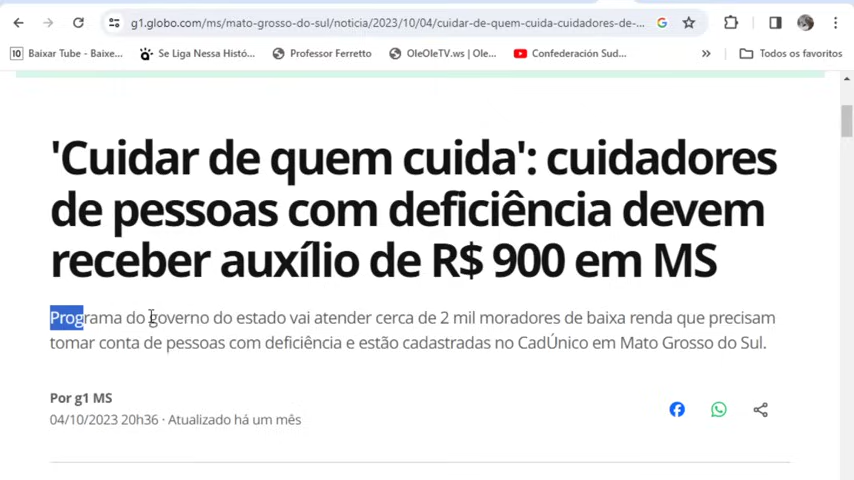 g1.globo.com/ms/mato-grosso-do-sul/noticia/2023/10/04/cuidar-de-quem-cuida-cuidadores-de-...
Baixar Tube - Baixe... Se Liga Nessa Histó... Professor Ferretto OleOleTV.ws | Ole... Confederación Sud... » Todos os favoritos
'Cuidar de quem cuida': cuidadores
de pessoas com deficiência devem
receber auxílio de R$ 900 em MS
Programa do governo do estado vai atender cerca de 2 mil moradores de baixa renda que precisam
tomar conta de pessoas com deficiência e estão cadastradas no CadÚnico em Mato Grosso do Sul.
Por g1 MS
04/10/2023 20h36 · Atualizado há um mês